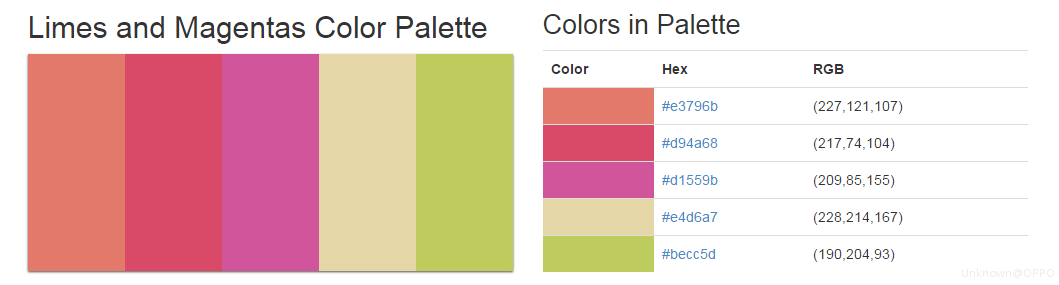 Limes and Magentas Color Palette
Colors in Palette
Color Hex RGB
#e3796b (227,121,107)
#d94a68 (217,74,104)
#d1559b (209,85,155)
#e4d6a7 (228,214,167)
#becc5d (190,204,93)
Unknown@OPPO